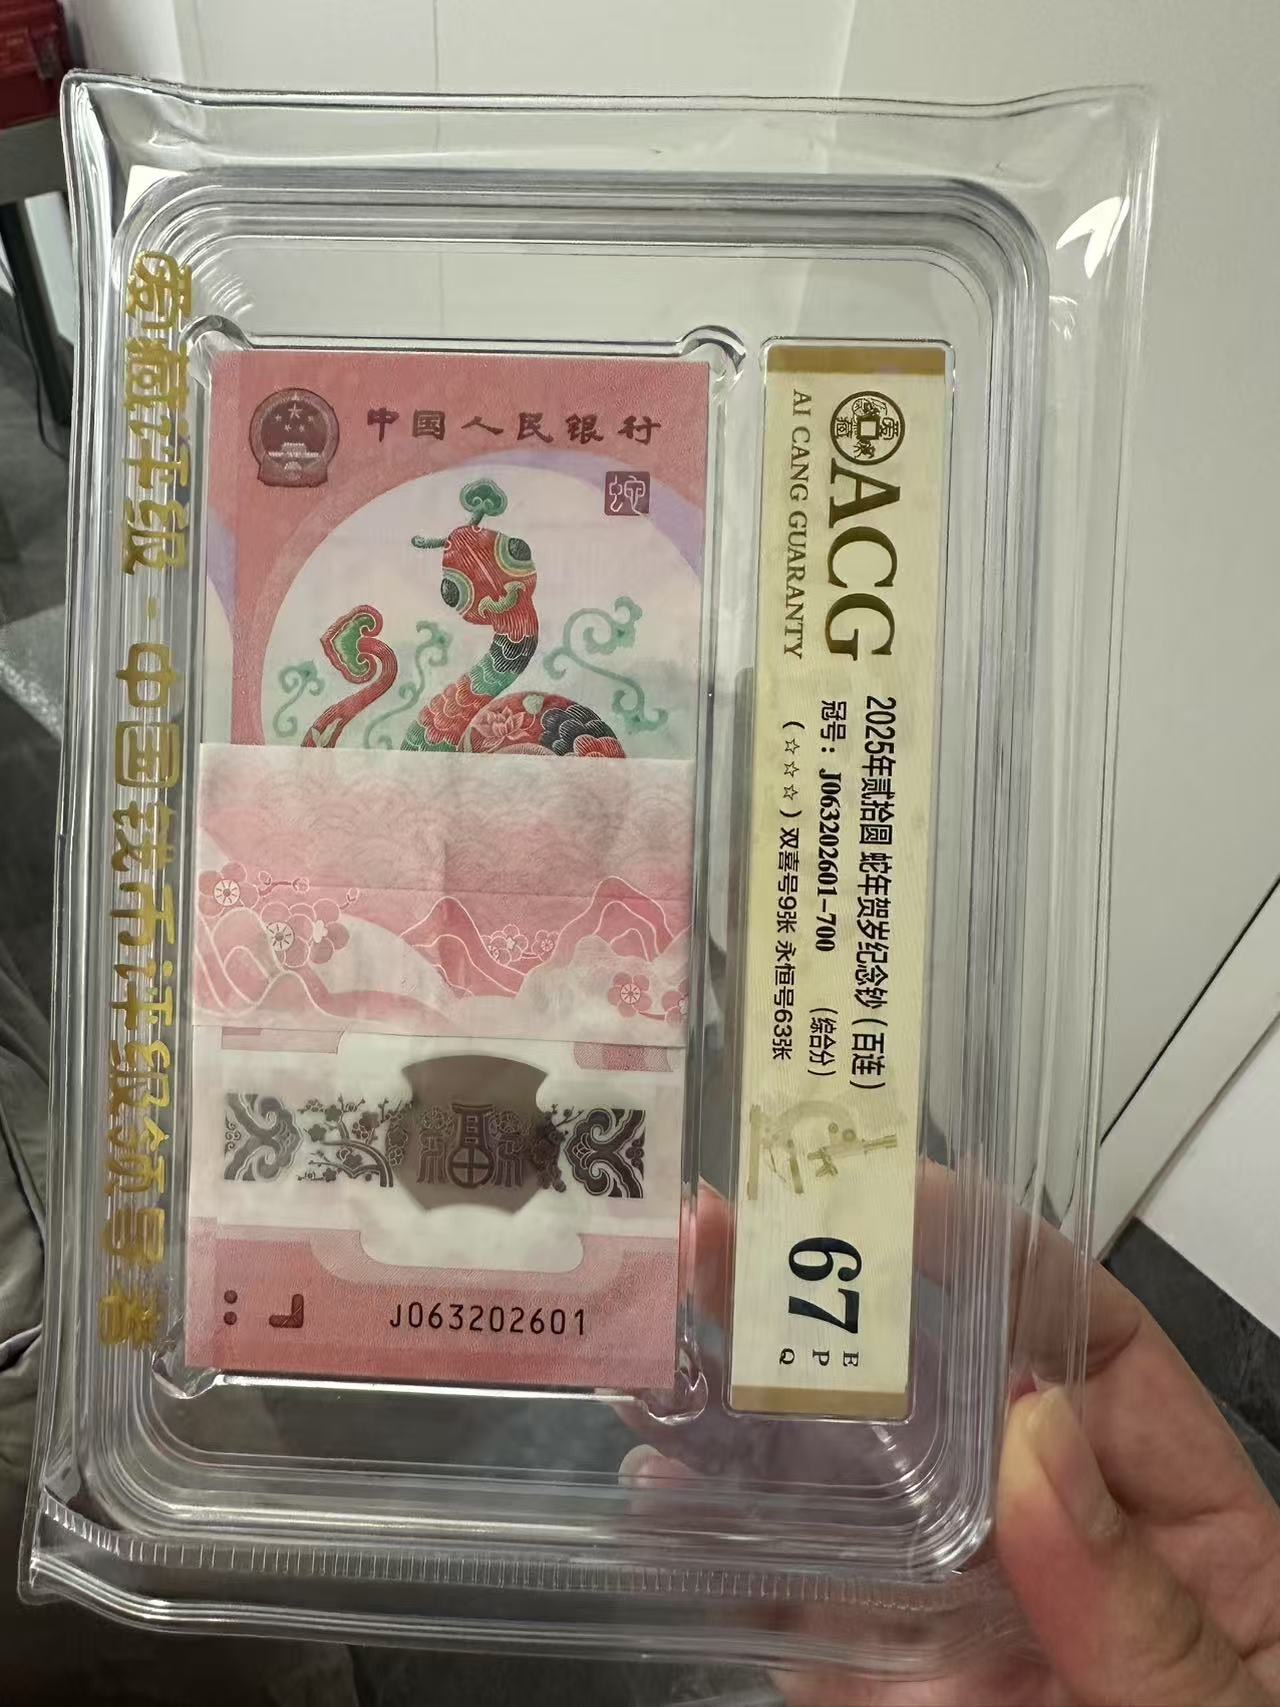 爱藏评级 - 中国钱币评级领导者
中国人民银行
蛇
福
J063202601
爱藏
ACG
AI CANG GUARANTY
2025年贰拾圆 蛇年贺岁纪念钞（百连）
冠号：J063202601-700 （综合分）
（☆☆☆）双喜号9张 永恒号63张
67
EPQ